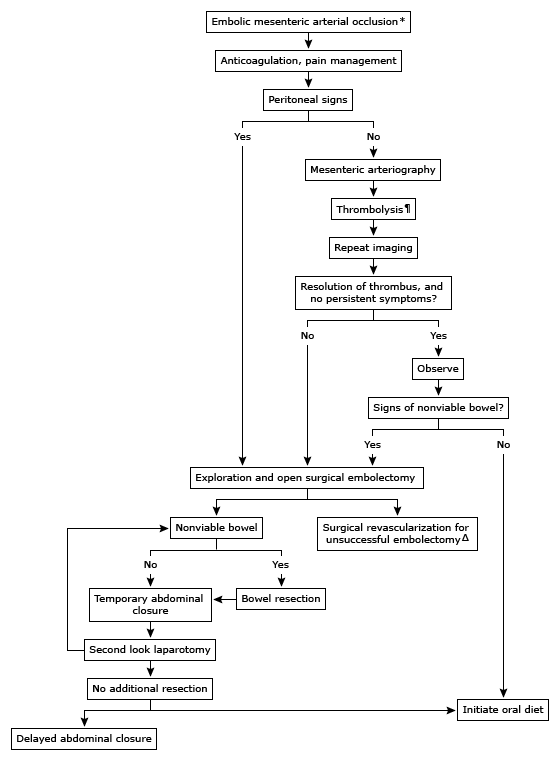 Embolic mesenteric arterial occlusion*
Anticoagulation, pain management
Peritoneal signs
Yes
No
Mesenteric arteriography
Thrombolysis¶
Repeat imaging
Resolution of thrombus, and
no persistent symptoms?
No
Yes
Observe
Signs of nonviable bowel?
Yes
No
Exploration and open surgical embolectomy
Nonviable bowel
Surgical revascularization for
unsuccessful embolectomyΔ
No
Yes
Temporary abdominal
closure
Bowel resection
Second look laparotomy
No additional resection
Initiate oral diet
Delayed abdominal closure